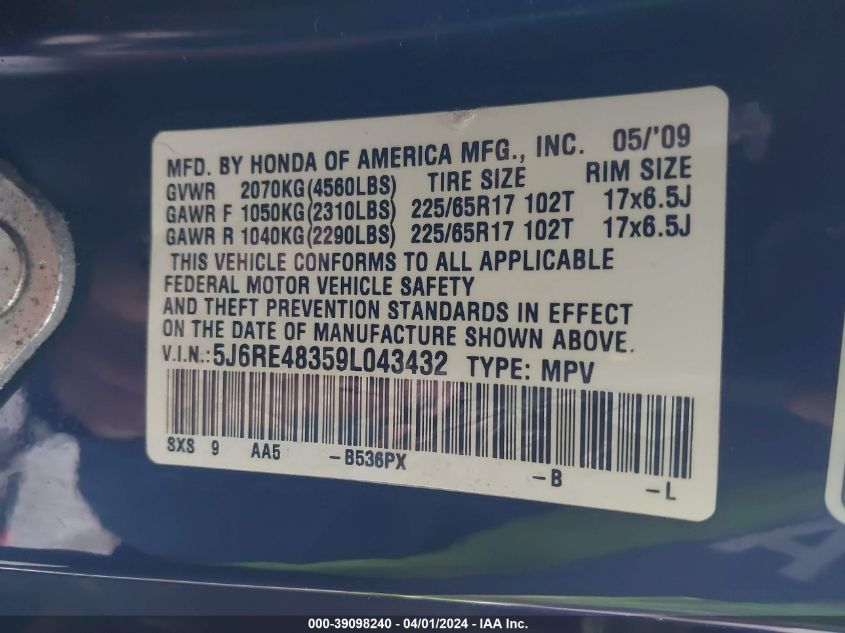 MFD. BY HONDA OF AMERICA MFG., INC. 05/'09
GVWR 2070KG(4560LBS) TIRE SIZE RIM SIZE
GAWR F 1050KG(2310LBS) 225/65R17 102T 17x6.5J
GAWR R 1040KG(2290LBS) 225/65R17 102T 17x6.5J
THIS VEHICLE CONFORMS TO ALL APPLICABLE
FEDERAL MOTOR VEHICLE SAFETY
AND THEFT PREVENTION STANDARDS IN EFFECT
ON THE DATE OF MANUFACTURE SHOWN ABOVE.
V.I.N.: 5J6RE48359L043432 TYPE: MPV
SXS 9 AA5 -B536PX -B -L
000-39098240 - 04/01/2024 - IAA Inc.